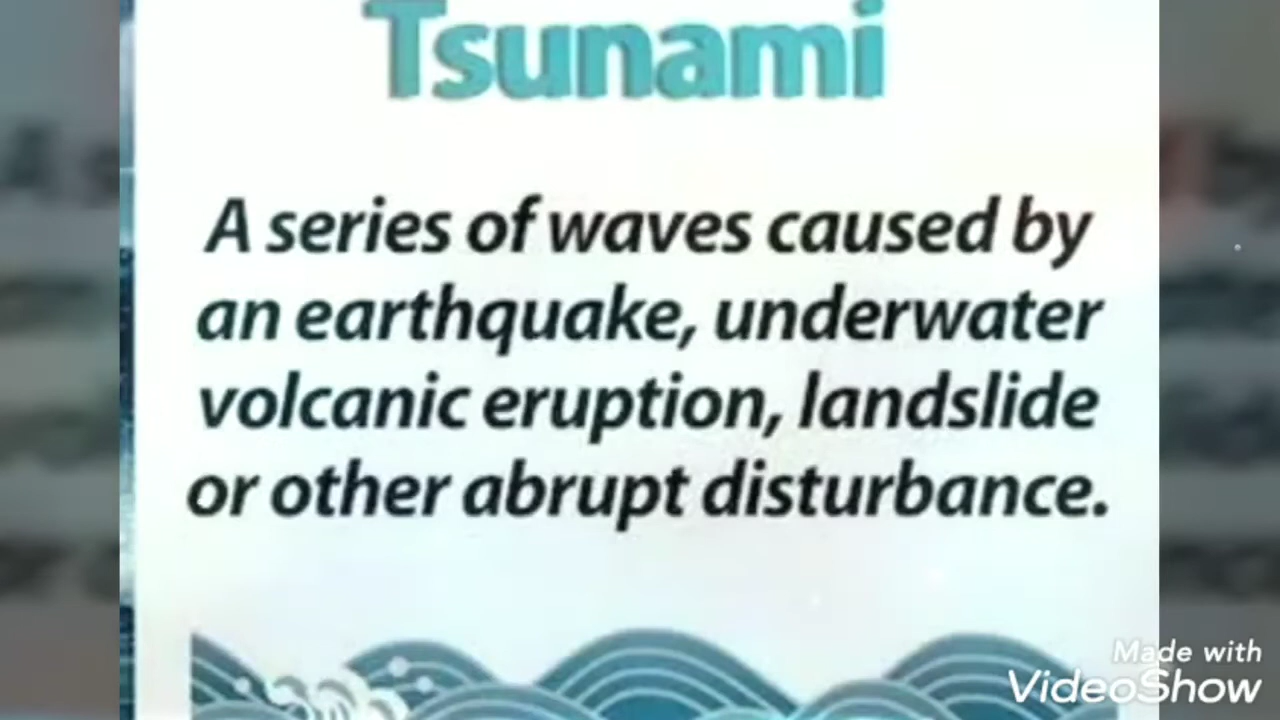 Tsunami
A series of waves caused by
an earthquake, underwater
volcanic eruption, landslide
or other abrupt disturbance.
Made with
VideoShow